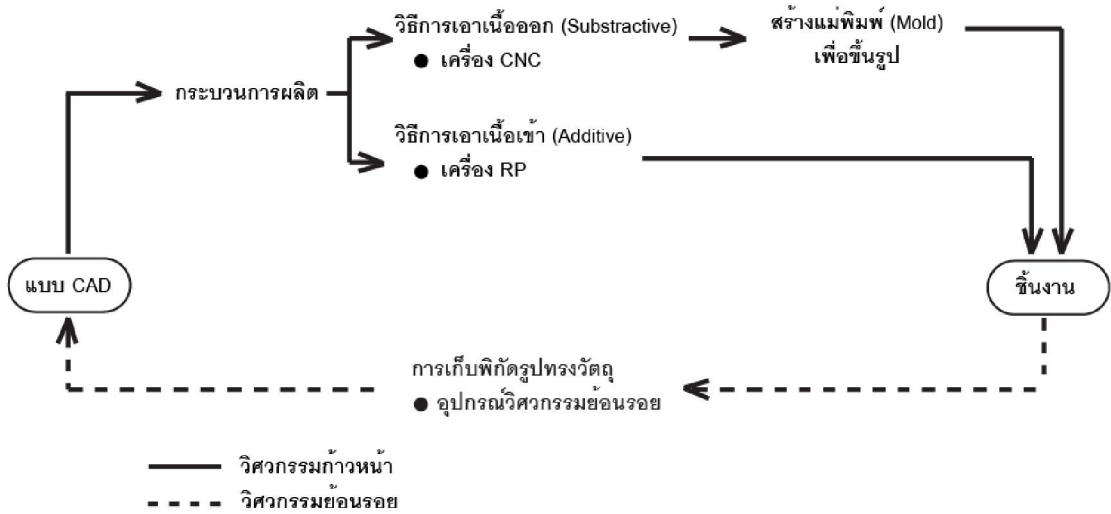 วิธีการเอาเนื้อออก (Substractive)
● เครื่อง CNC
สร้างแม่พิมพ์ (Mold)
เพื่อขึ้นรูป
กระบวนการผลิต
วิธีการเอาเนื้อเข้า (Additive)
● เครื่อง RP
แบบ CAD
ชิ้นงาน
การเก็บพิกัดรูปทรงวัตถุ
● อุปกรณ์วิศวกรรมย้อนรอย
วิศวกรรมก้าวหน้า
วิศวกรรมย้อนรอย